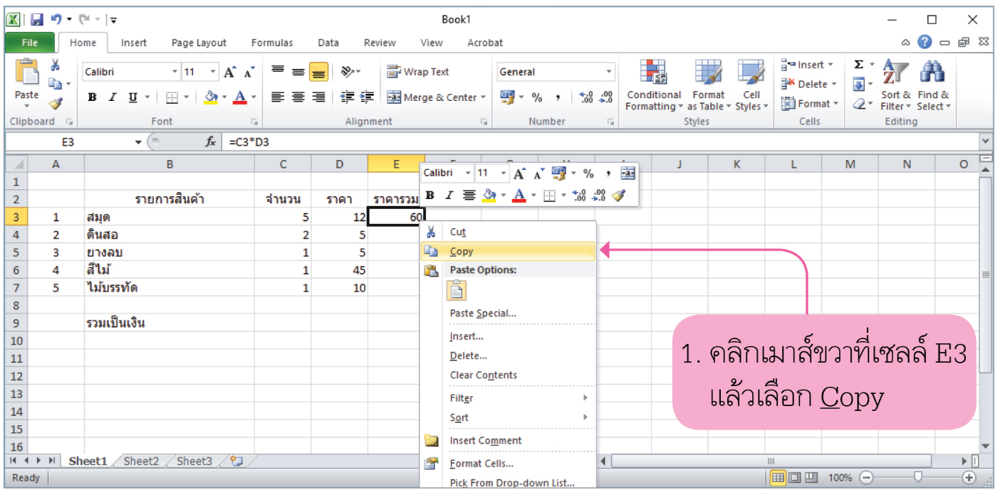 Book1
File Home Insert Page Layout Formulas Data Review View Acrobat
Calibri 11 A A Wrap Text General Insert Σ
Paste B I U A Merge & Center % , .0 .00 .00 .0 Conditional Formatting Format as Table Cell Styles Delete Format Sort & Filter Find & Select
Clipboard Font Alignment Number Styles Cells Editing
E3 fx =C3*D3
A B C D E J K L M N O
Calibri 11 A A % ,
B I A .0 .00 .00 .0
1
2 รายการสินค้า จำนวน ราคา ราคารวม
3 1 สมุด 5 12 60
4 2 ดินสอ 2 5
5 3 ยางลบ 1 5
6 4 สีไม้ 1 45
7 5 ไม้บรรทัด 1 10
8
9 รวมเป็นเงิน
10
11
12
13
14
15
16
Cut
Copy
Paste Options:
Paste Special...
Insert...
Delete...
Clear Contents
Filter
Sort
Insert Comment
Format Cells...
Pick From Drop-down List...
1. คลิกเมาส์ขวาที่เซลล์ E3
แล้วเลือก Copy
Sheet1 Sheet2 Sheet3
Ready 100%